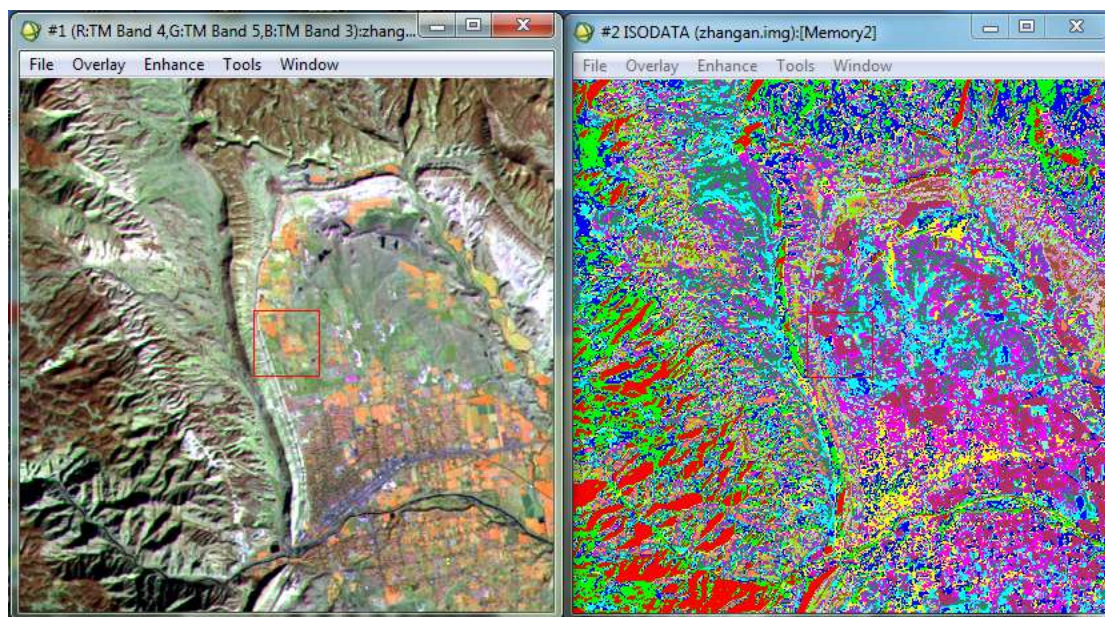 #1 (R:TM Band 4,G:TM Band 5,B:TM Band 3):zhang...
File Overlay Enhance Tools Window
#2 ISODATA (zhangan.img):[Memory2]
File Overlay Enhance Tools Window